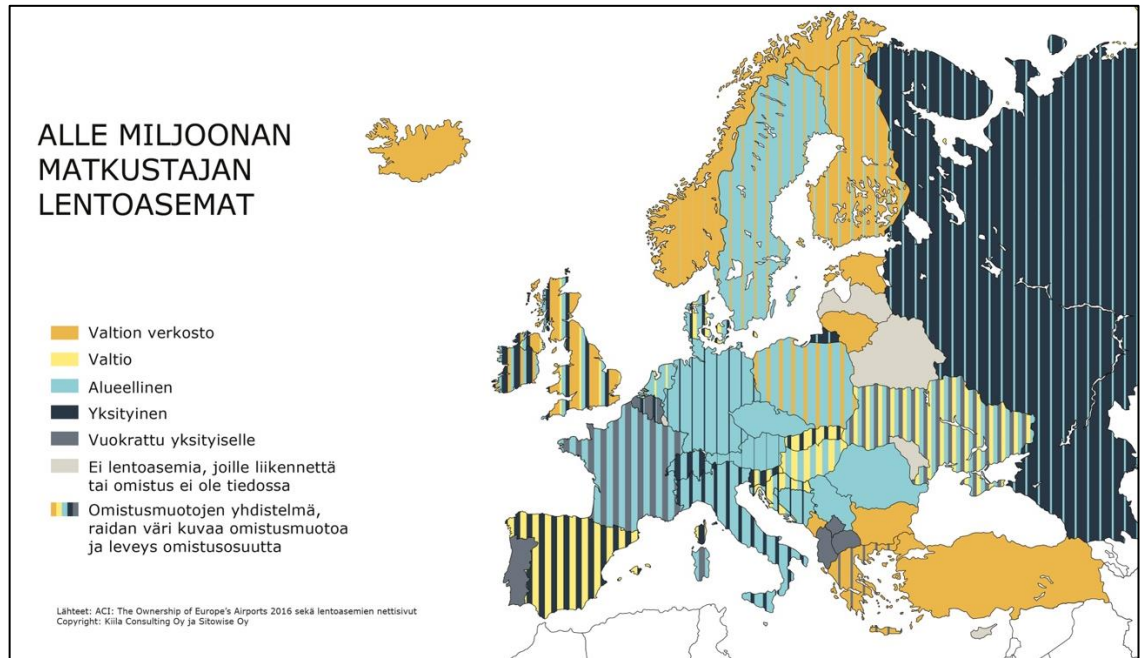 ALLE MILJOONAN
MATKUSTAJAN
LENTOASEMAT
Valtion verkosto
Valtio
Alueellinen
Yksityinen
Vuokrattu yksityiselle
Ei lentoasemia, joille liikennettä
tai omistus ei ole tiedossa
Omistusmuotojen yhdistelmä,
raidan väri kuvaa omistusmuotoa
ja leveys omistusosuutta
Lähteet: ACI: The Ownership of Europe's Airports 2016 sekä lentoasemien nettisivut
Copyright: Kiila Consulting Oy ja Sitowise Oy